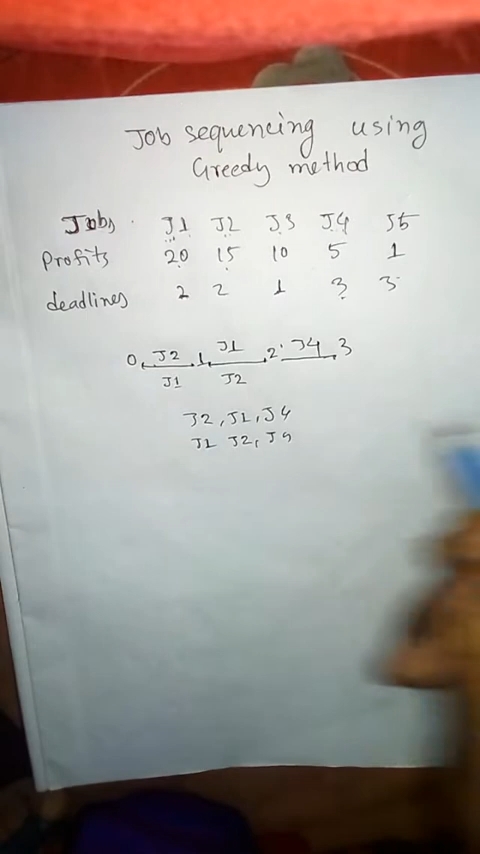 Job sequencing using
Greedy method
Jobs J1 J2 J3 J4 J5
Profits 20 15 10 5 1
deadlines 2 2 1 3 3
0 J2 1 J1 2 J4 3
J1 J2
J2, J1, J4
J1 J2, J4